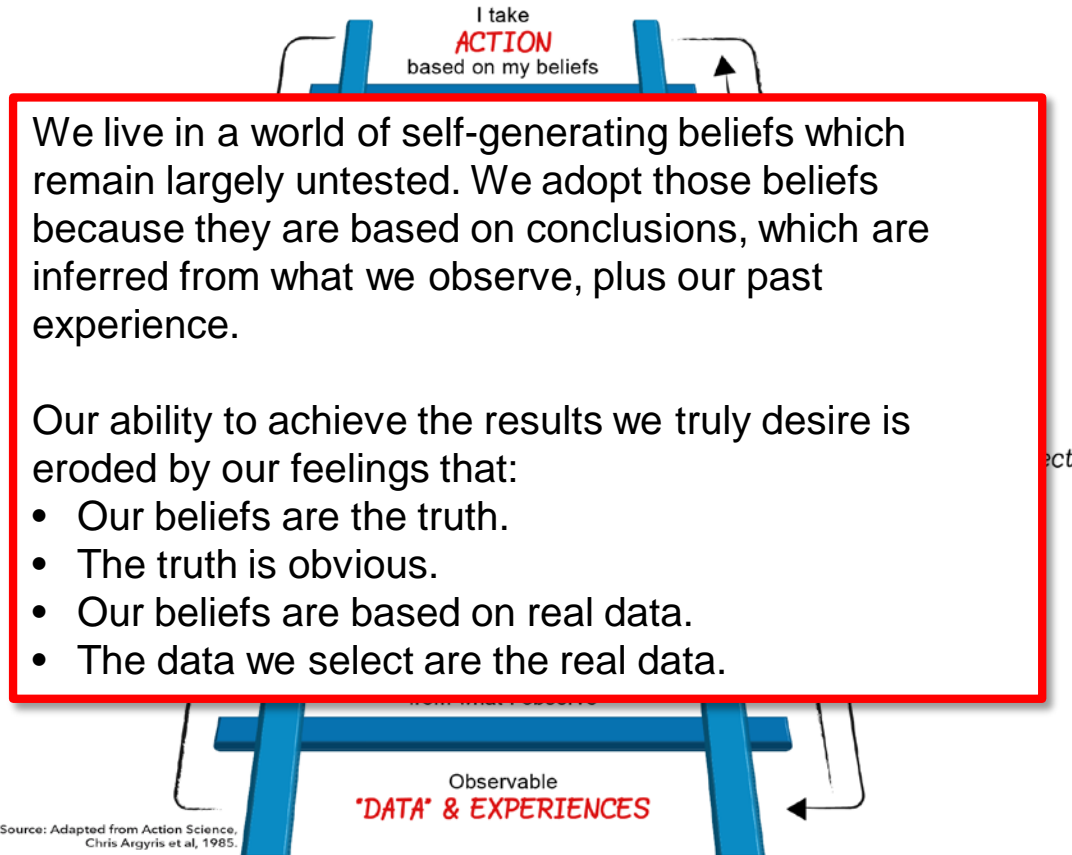 I take
ACTION
based on my beliefs
We live in a world of self-generating beliefs which
remain largely untested. We adopt those beliefs
because they are based on conclusions, which are
inferred from what we observe, plus our past
experience.
Our ability to achieve the results we truly desire is
eroded by our feelings that:
• Our beliefs are the truth.
• The truth is obvious.
• Our beliefs are based on real data.
• The data we select are the real data.
Observable
"DATA" & EXPERIENCES
Source: Adapted from Action Science,
Chris Argyris et al, 1985.